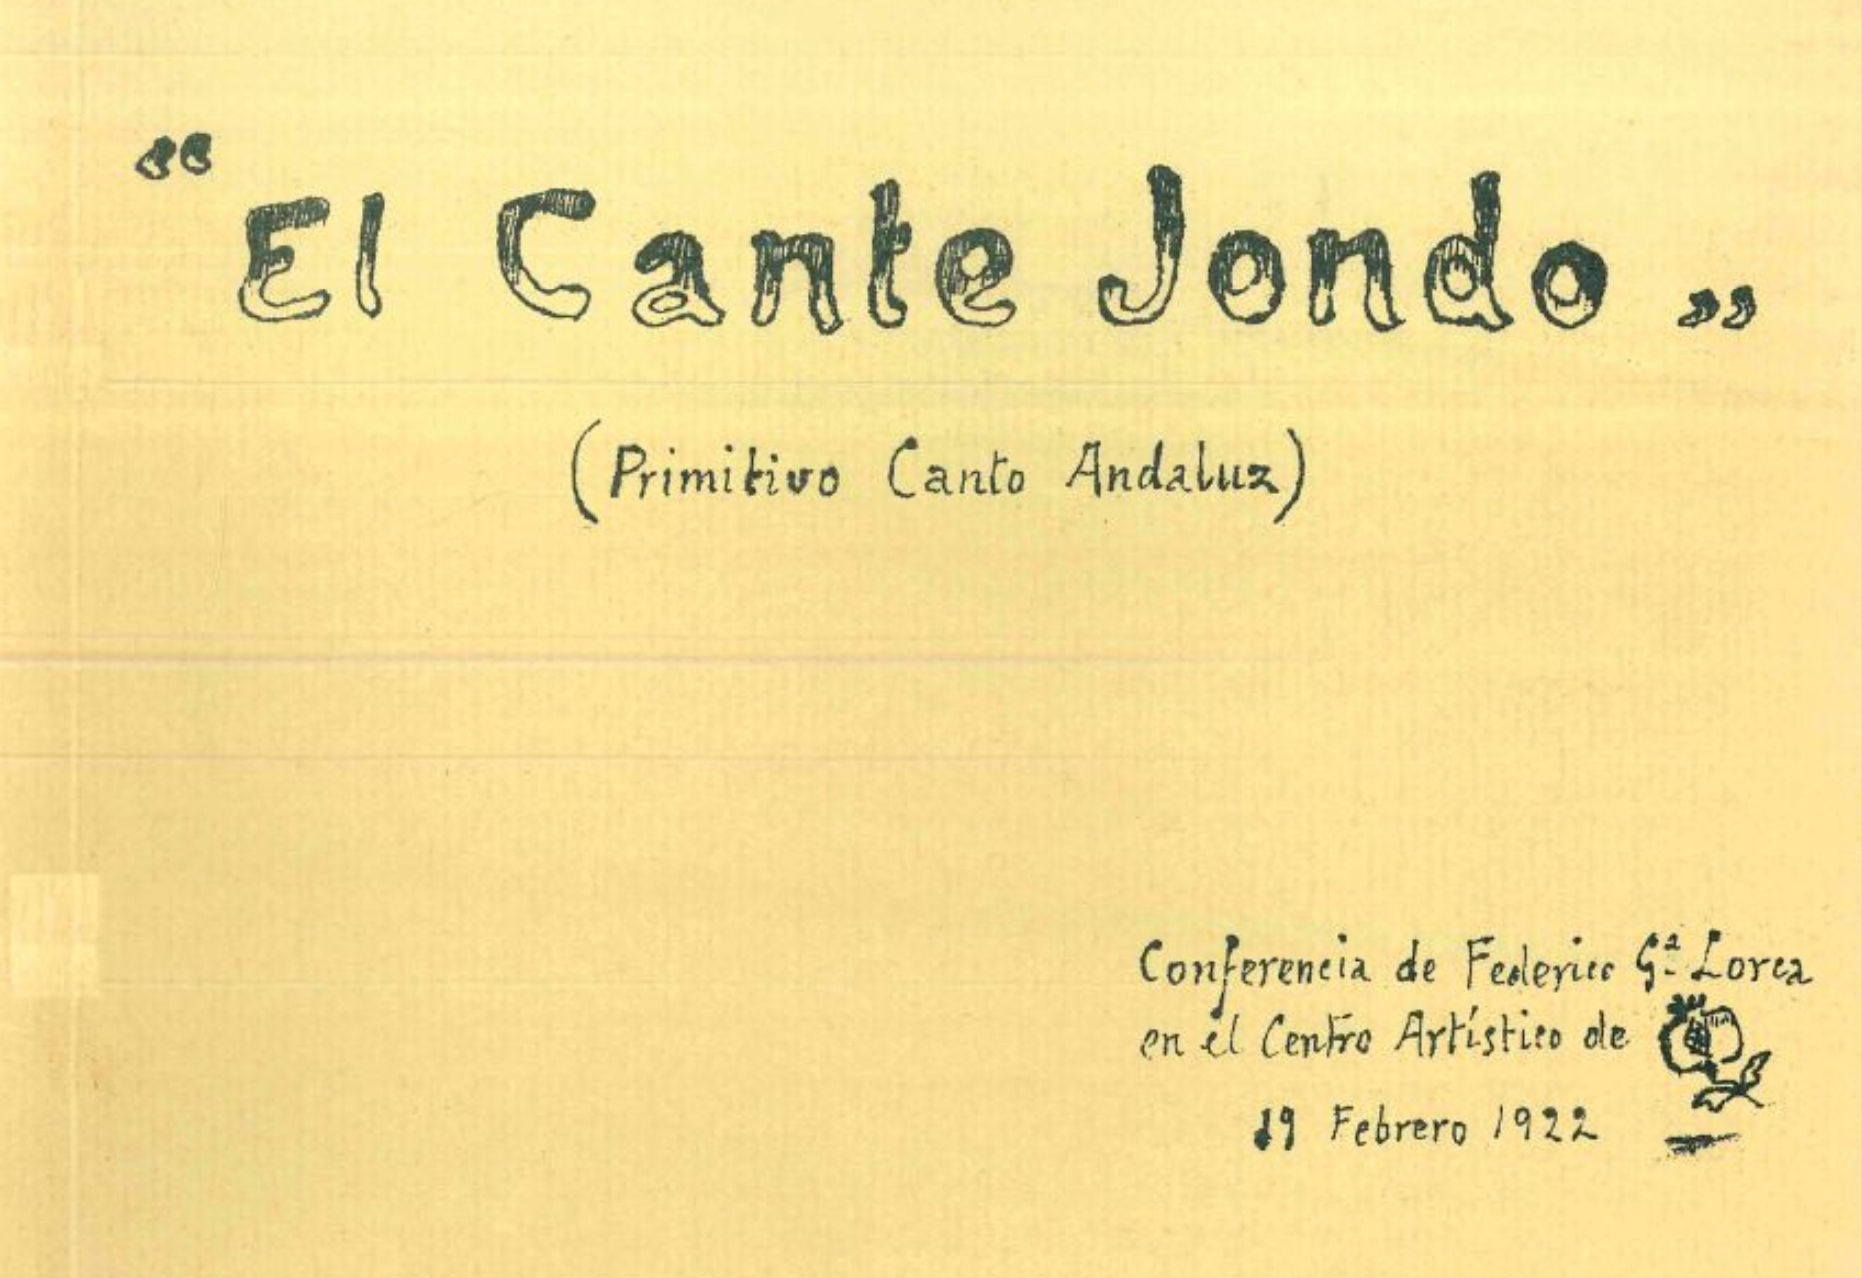 “El Cante Jondo„
(Primitivo Canto Andaluz)
Conferencia de Federico Gª. Lorca
en el Centro Artístico de
19 Febrero 1922